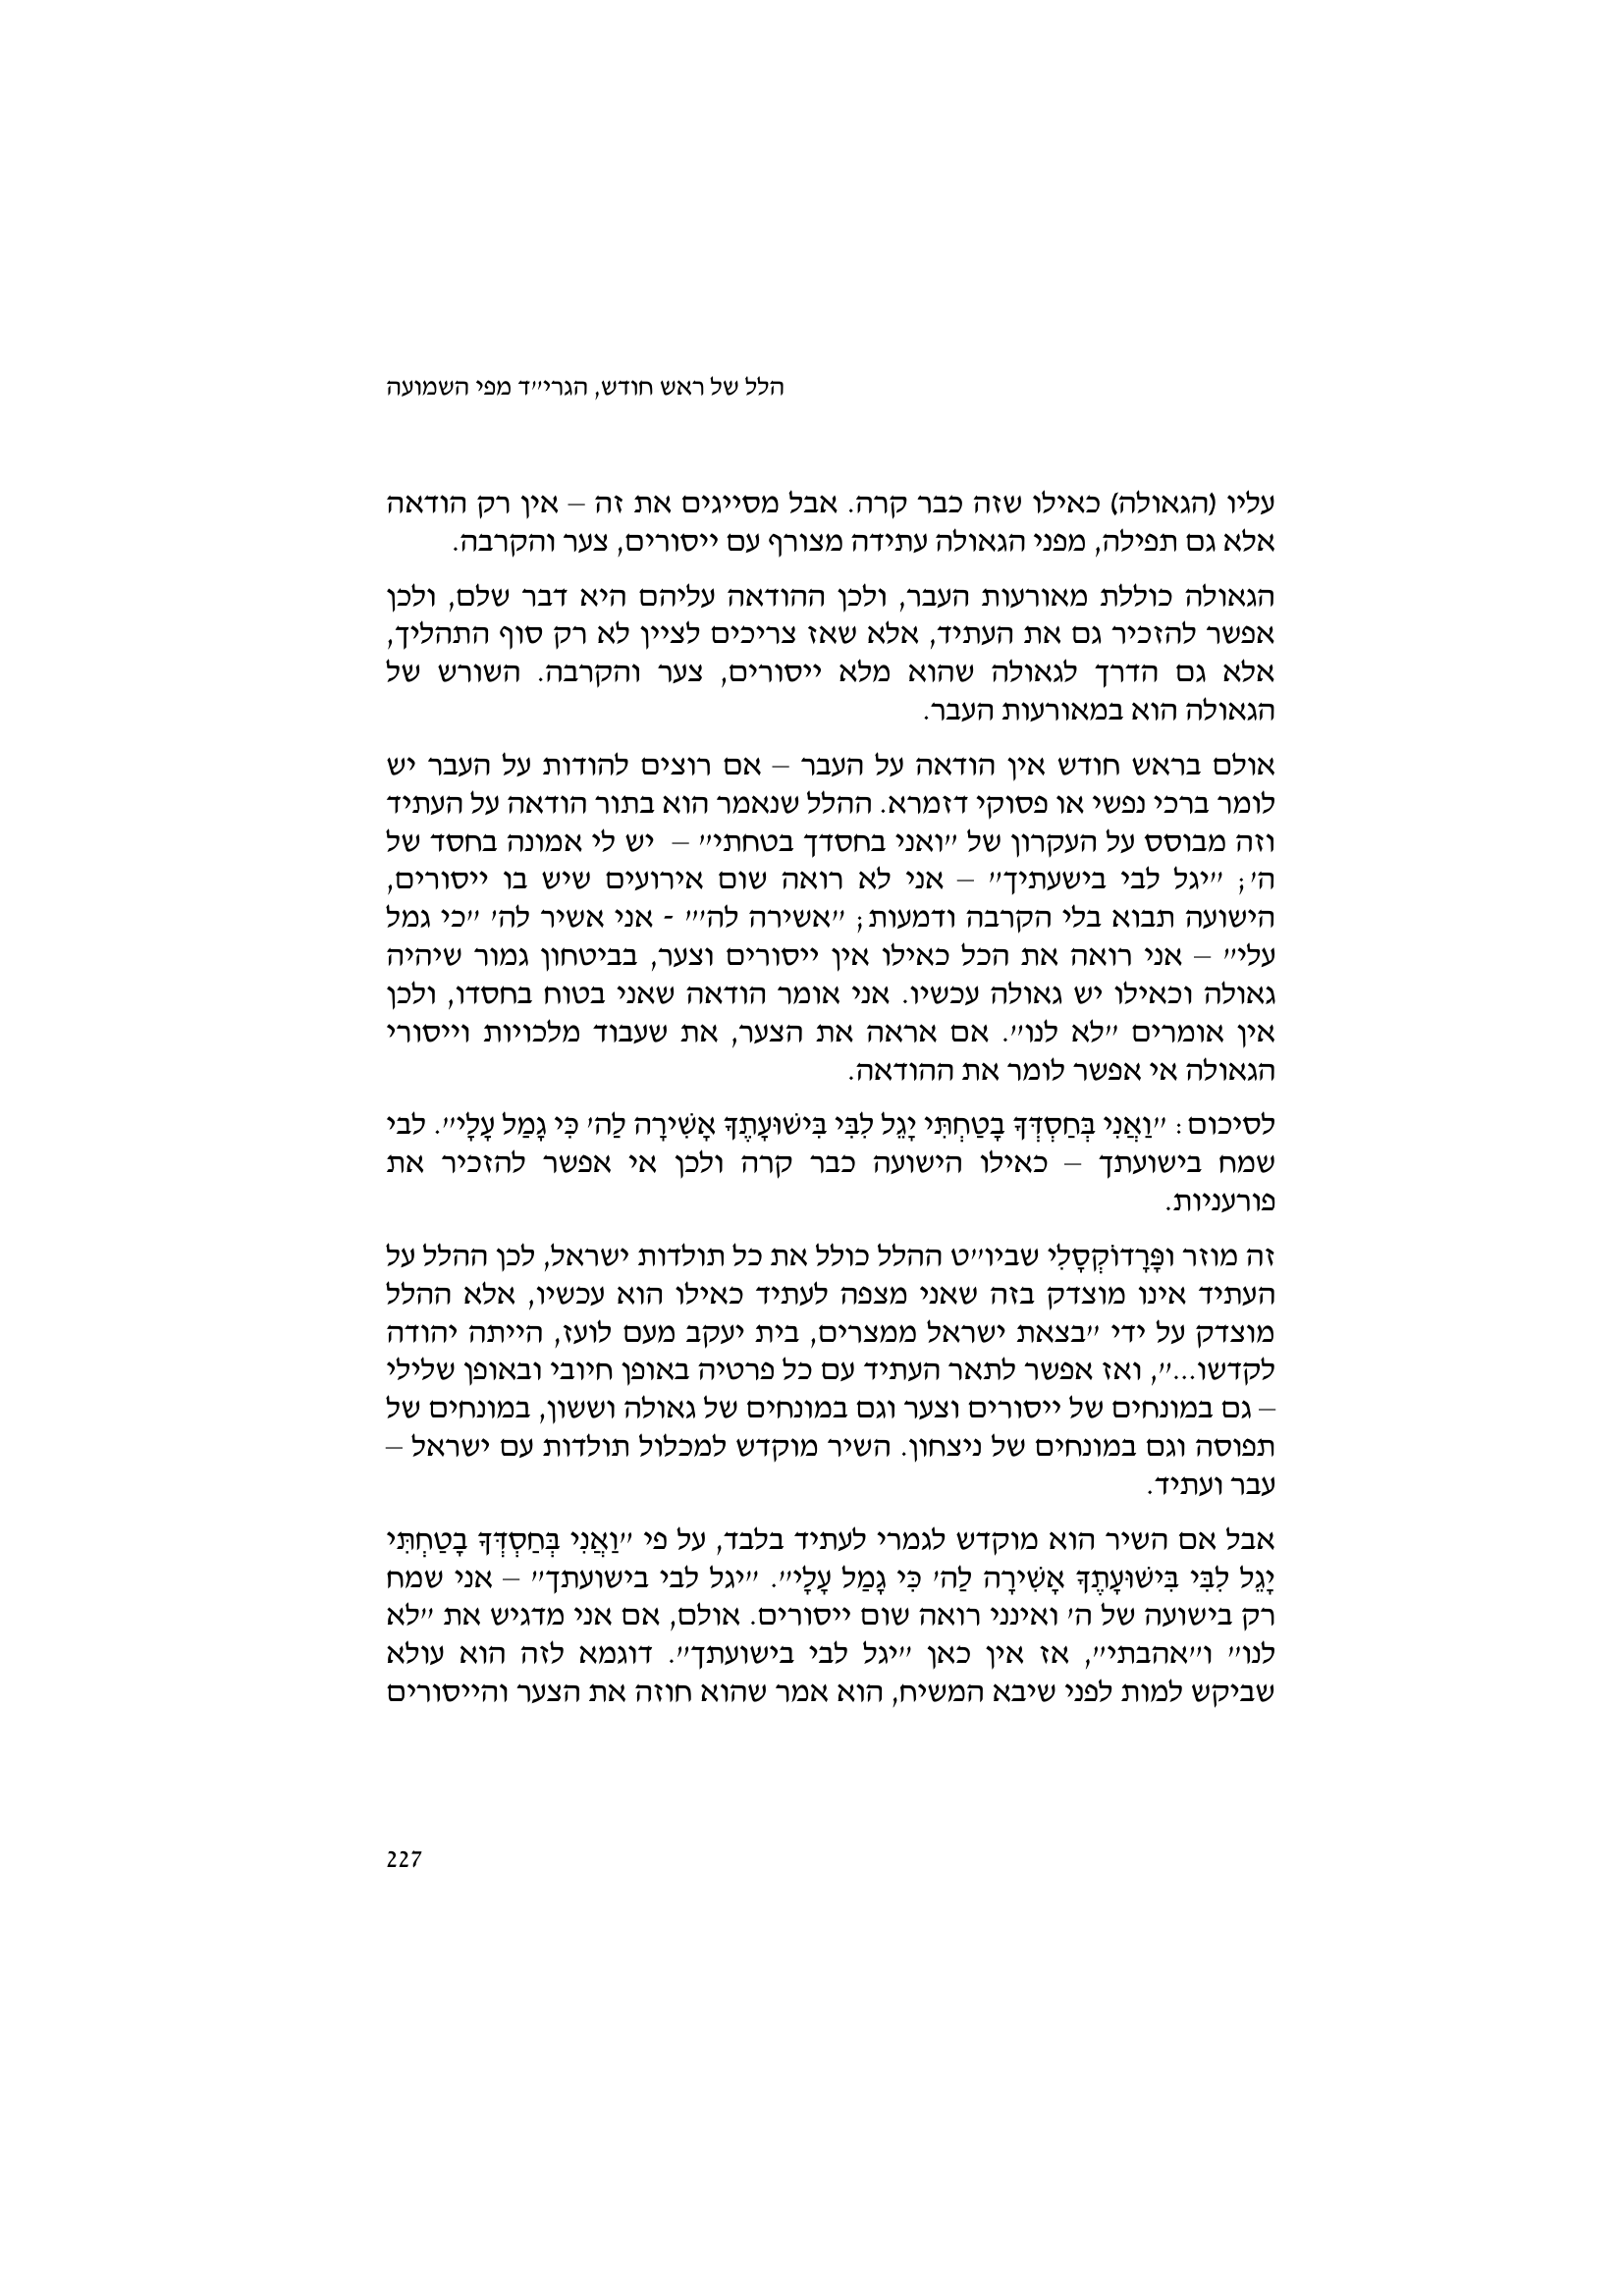 הלל של ראש חודש, הגרי״ד מפי השמועה
עליו (הגאולה) כאילו שזה כבר קרה. אבל מסייגים את זה – אין רק הודאה
אלא גם תפילה, מפני הגאולה עתידה מצורף עם ייסורים, צער והקרבה.
הגאולה כוללת מאורעות העבר, ולכן ההודאה עליהם היא דבר שלם, ולכן
אפשר להזכיר גם את העתיד, אלא שאז צריכים לציין לא רק סוף התהליך,
אלא גם הדרך לגאולה שהוא מלא ייסורים, צער והקרבה. השורש של
הגאולה הוא במאורעות העבר.
אולם בראש חודש אין הודאה על העבר – אם רוצים להודות על העבר יש
לומר ברכי נפשי או פסוקי דזמרא. ההלל שנאמר הוא בתור הודאה על העתיד
וזה מבוסס על העקרון של ״ואני בחסדך בטחתי״ – יש לי אמונה בחסד של
ה׳; ״יגל לבי בישעתיך״ – אני לא רואה שום אירועים שיש בו ייסורים,
הישועה תבוא בלי הקרבה ודמעות; ״אשירה לה׳״ - אני אשיר לה׳ ״כי גמל
עלי״ – אני רואה את הכל כאילו אין ייסורים וצער, בביטחון גמור שיהיה
גאולה וכאילו יש גאולה עכשיו. אני אומר הודאה שאני בטוח בחסדו, ולכן
אין אומרים ״לא לנו״. אם אראה את הצער, את שעבוד מלכויות וייסורי
הגאולה אי אפשר לומר את ההודאה.
לסיכום: ״וַאֲנִי בְּחַסְדְּךָ בָטַחְתִּי יָגֵל לִבִּי בִּישׁוּעָתֶךָ אָשִׁירָה לַה׳ כִּי גָמַל עָלָי״. לבי
שמח בישועתך – כאילו הישועה כבר קרה ולכן אי אפשר להזכיר את
פורעניות.
זה מוזר ופָּרָדוֹקְסָלִי שביו״ט ההלל כולל את כל תולדות ישראל, לכן ההלל על
העתיד אינו מוצדק בזה שאני מצפה לעתיד כאילו הוא עכשיו, אלא ההלל
מוצדק על ידי ״בצאת ישראל ממצרים, בית יעקב מעם לועז, הייתה יהודה
לקדשו...״, ואז אפשר לתאר העתיד עם כל פרטיה באופן חיובי ובאופן שלילי
– גם במונחים של ייסורים וצער וגם במונחים של גאולה וששון, במונחים של
תפוסה וגם במונחים של ניצחון. השיר מוקדש למכלול תולדות עם ישראל –
עבר ועתיד.
אבל אם השיר הוא מוקדש לגמרי לעתיד בלבד, על פי ״וַאֲנִי בְּחַסְדְּךָ בָטַחְתִּי
יָגֵל לִבִּי בִּישׁוּעָתֶךָ אָשִׁירָה לַה׳ כִּי גָמַל עָלָי״. ״יגל לבי בישועתך״ – אני שמח
רק בישועה של ה׳ ואינני רואה שום ייסורים. אולם, אם אני מדגיש את ״לא
לנו״ ו״אהבתי״, אז אין כאן ״יגל לבי בישועתך״. דוגמא לזה הוא עולא
שביקש למות לפני שיבא המשיח, הוא אמר שהוא חוזה את הצער והייסורים
227